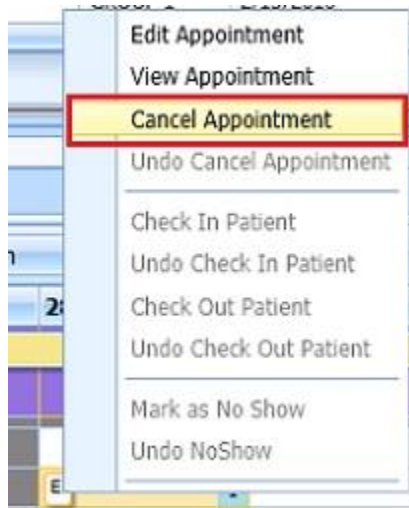 Edit Appointment
View Appointment
Cancel Appointment
Undo Cancel Appointment
Check In Patient
Undo Check In Patient
Check Out Patient
Undo Check Out Patient
Mark as No Show
Undo NoShow